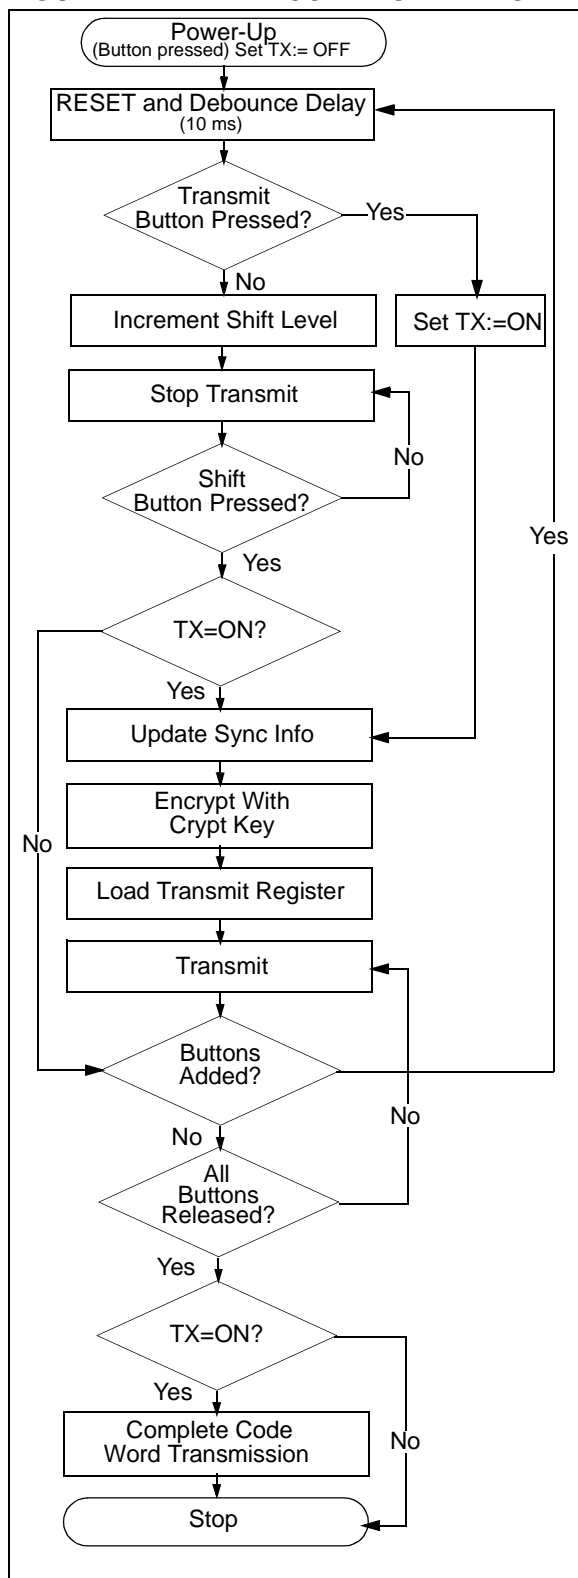 Power-Up
(Button pressed) Set TX:= OFF
RESET and Debounce Delay
(10 ms)
Transmit
Button Pressed?
Yes
No
Increment Shift Level
Set TX:=ON
Stop Transmit
No
Shift
Button Pressed?
Yes
Yes
TX=ON?
Yes
Update Sync Info
Encrypt With
Crypt Key
No
Load Transmit Register
Transmit
Buttons
Added?
No
No
All
Buttons
Released?
Yes
TX=ON?
Yes
Complete Code
Word Transmission
No
Stop